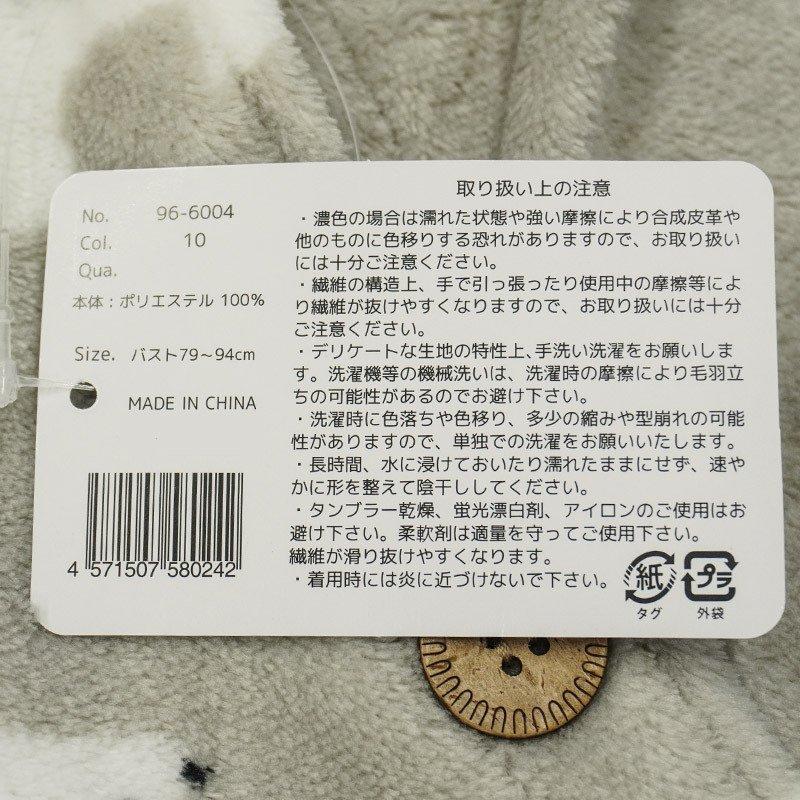 No. 96-6004
Col. 10
Qua.
本体：ポリエステル 100%
Size. バスト79〜94cm
MADE IN CHINA
4 571507 580242
取り扱い上の注意
・濃色の場合は濡れた状態や強い摩擦により合成皮革や
他のものに色移りする恐れがありますので、お取り扱い
には十分ご注意ください。
・繊維の構造上、手で引っ張ったり使用中の摩擦等によ
り繊維が抜けやすくなりますので、お取り扱いには十分
ご注意ください。
・デリケートな生地の特性上、手洗い洗濯をお願いしま
す。洗濯機等の機械洗いは、洗濯時の摩擦により毛羽立
ちの可能性があるのでお避け下さい。
・洗濯時に色落ちや色移り、多少の縮みや型崩れの可能
性がありますので、単独での洗濯をお願いいたします。
・長時間、水に浸けておいたり濡れたままにせず、速や
かに形を整えて陰干ししてください。
・タンブラー乾燥、蛍光漂白剤、アイロンのご使用はお
避け下さい。柔軟剤は適量を守ってご使用下さい。
繊維が滑り抜けやすくなります。
・着用時には炎に近づけないで下さい。
紙
タグ
プラ
外袋